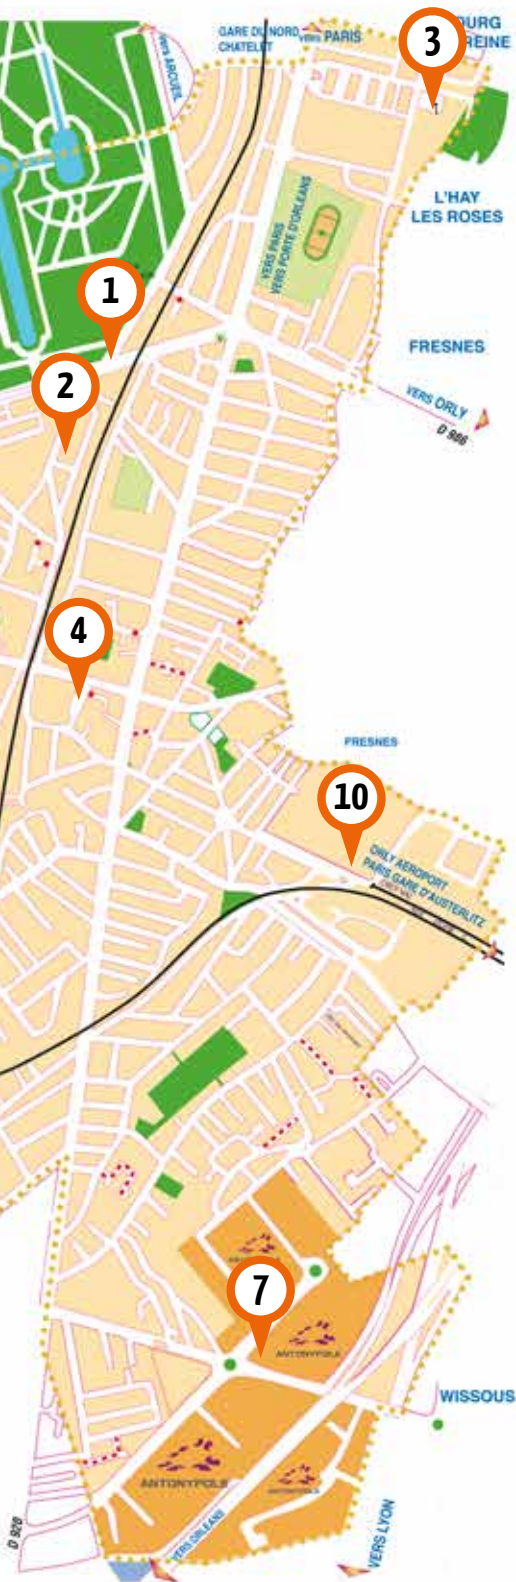 GARE DU NORD
CHATELET
VERS PARIS
3
VERS ARCUEIL
L'HAY
LES ROSES
VERS PARIS
VERS PORTE D'ORLEANS
1
FRESNES
2
VERS ORLY
D 986
4
FRESNES
10
ORLY AEROPORT
PARIS GARE D'AUSTERLITZ
7
ANTONYPOLE
WISSOUS
ANTONYPOLE
ANTONYPOLE
VERS ORLEANS
VERS LYON
D 920